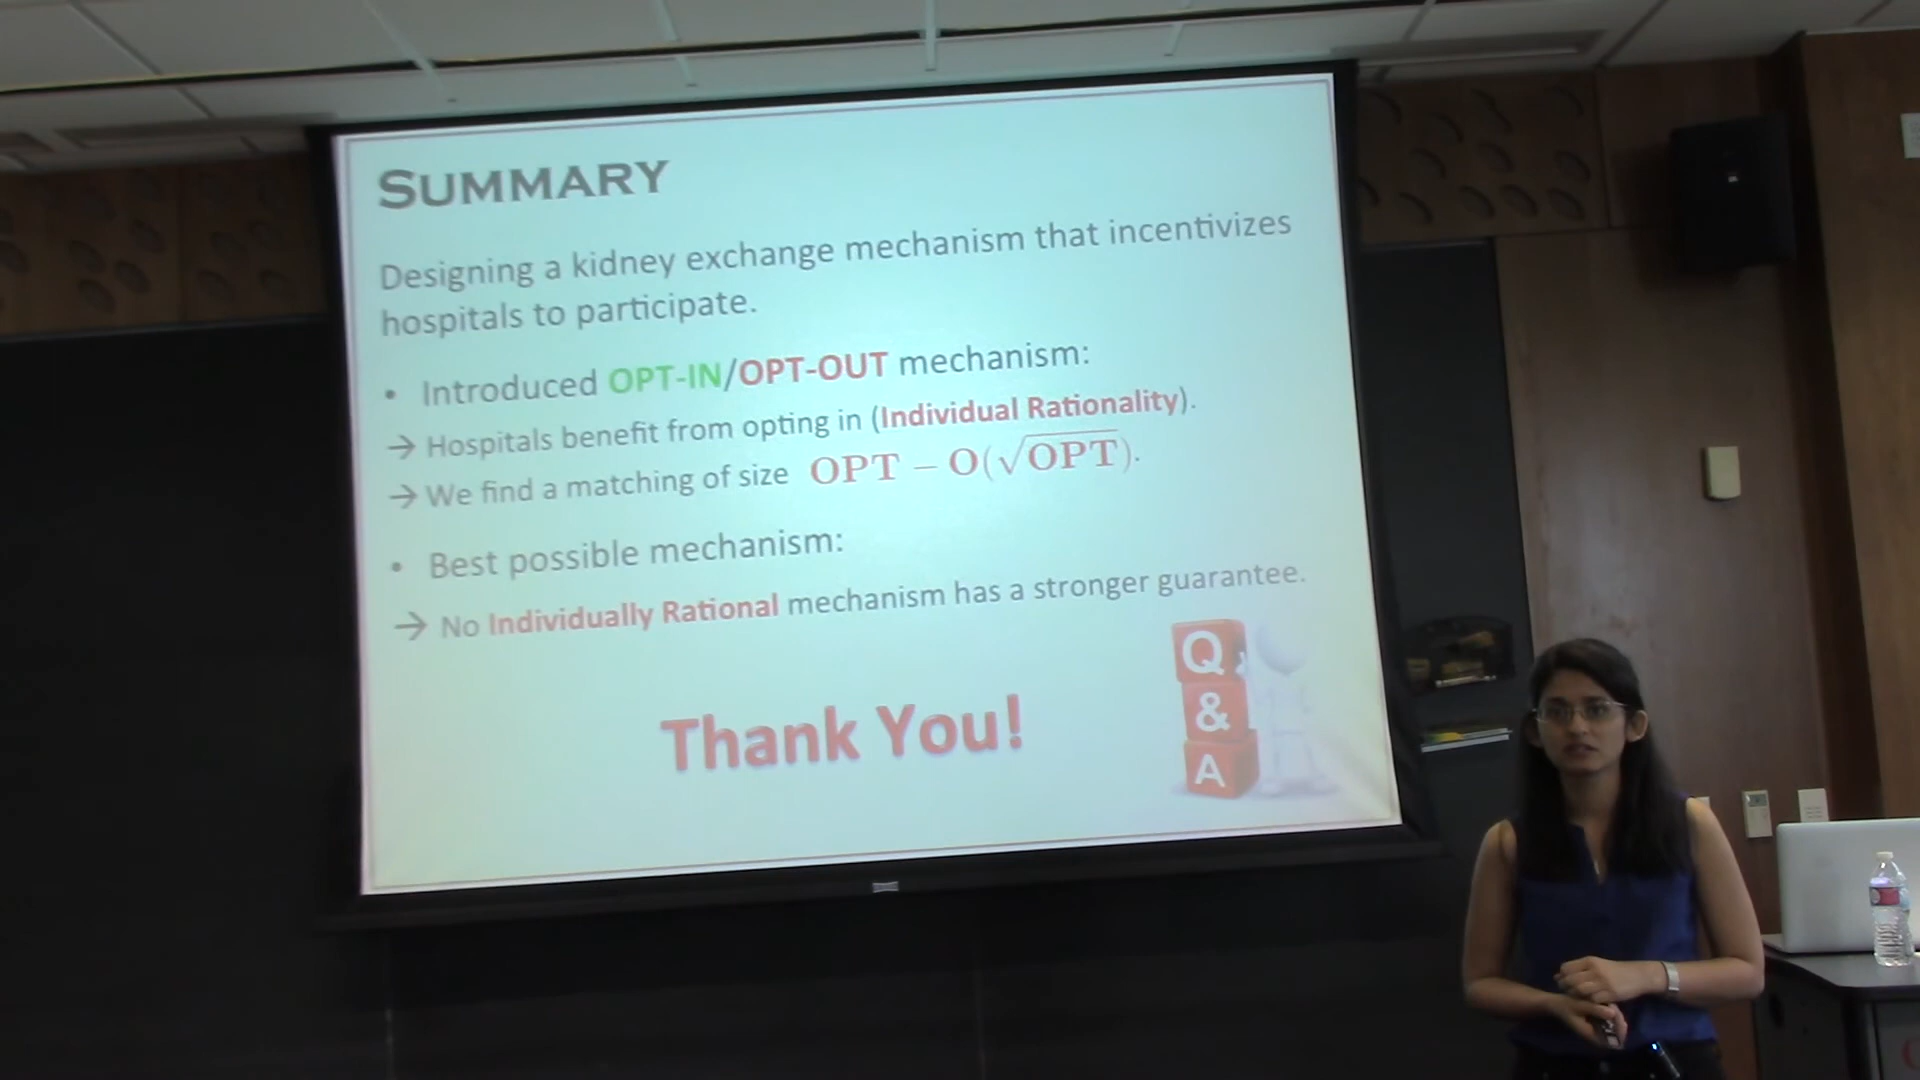 SUMMARY
Designing a kidney exchange mechanism that incentivizes
hospitals to participate.
• Introduced OPT-IN/OPT-OUT mechanism:
→ Hospitals benefit from opting in (Individual Rationality).
→ We find a matching of size OPT – O(√OPT).
• Best possible mechanism:
→ No Individually Rational mechanism has a stronger guarantee.
Thank You!
Q
&
A